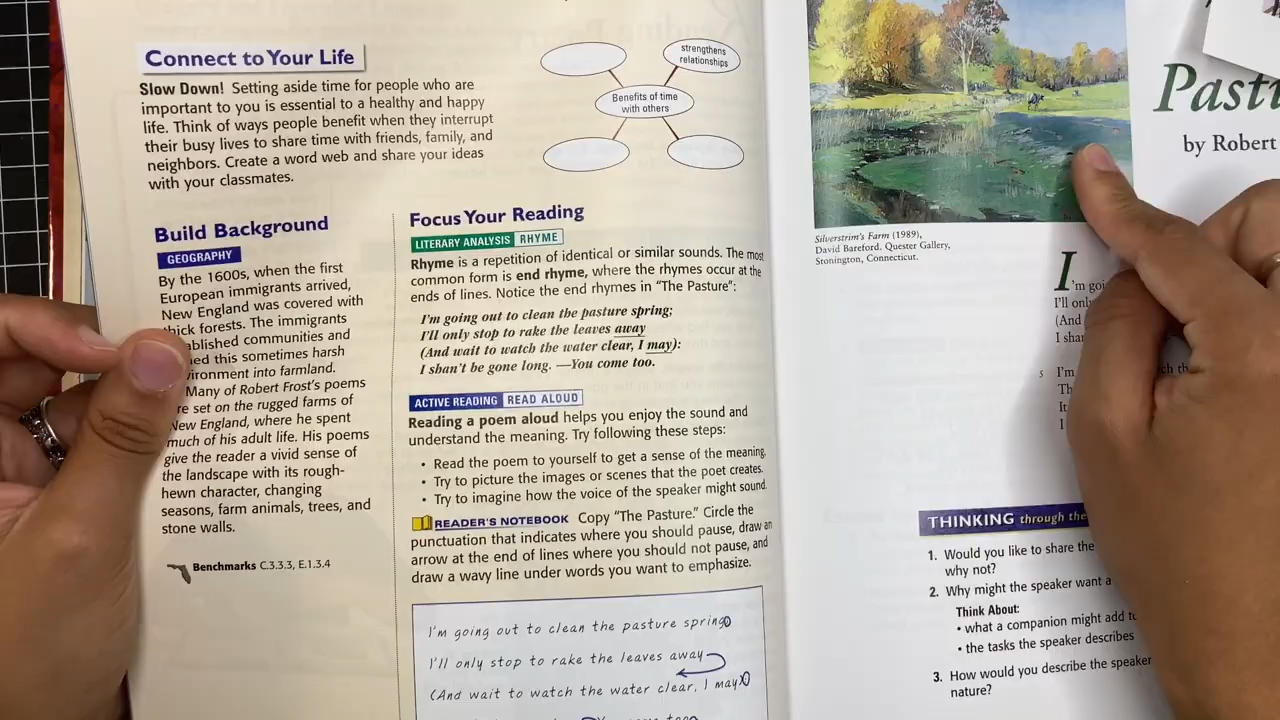 Connect to Your Life
Slow Down! Setting aside time for people who are
important to you is essential to a healthy and happy
life. Think of ways people benefit when they interrupt
their busy lives to share time with friends, family, and
neighbors. Create a word web and share your ideas
with your classmates.
strengthens
relationships
Benefits of time
with others
Build Background
GEOGRAPHY
By the 1600s, when the first
European immigrants arrived,
New England was covered with
thick forests. The immigrants
communities and
this sometimes harsh
into farmland.
Many of Robert Frost's poems
set on the rugged farms of
New England, where he spent
much of his adult life. His poems
give the reader a vivid sense of
the landscape with its rough-
hewn character, changing
seasons, farm animals, trees, and
stone walls.
Benchmarks C.3.3.3, E.1.3.4
Focus Your Reading
LITERARY ANALYSIS RHYME
Rhyme is a repetition of identical or similar sounds. The most
common form is end rhyme, where the rhymes occur at the
ends of lines. Notice the end rhymes in "The Pasture":
I'm going out to clean the pasture spring;
I'll only stop to rake the leaves away
(And wait to watch the water clear, I may):
I shan't be gone long. —You come too.
ACTIVE READING READ ALOUD
Reading a poem aloud helps you enjoy the sound and
understand the meaning. Try following these steps:
• Read the poem to yourself to get a sense of the meaning.
• Try to picture the images or scenes that the poet creates.
• Try to imagine how the voice of the speaker might sound.
READER'S NOTEBOOK Copy "The Pasture." Circle the
punctuation that indicates where you should pause, draw an
arrow at the end of lines where you should not pause, and
draw a wavy line under words you want to emphasize.
I'm going out to clean the pasture spring;
I'll only stop to rake the leaves away
(And wait to watch the water clear, I may):
Silverstrim's Farm (1989),
David Bareford. Quester Gallery,
Stonington, Connecticut.
by Robert
I'm
I'll
(And
I
5 I'm
It
I
THINKING through the
1. Would you like to share the
why not?
2. Why might the speaker want a
Think About:
• what a companion might add
• the tasks the speaker describes
3. How would you describe the speaker
nature?